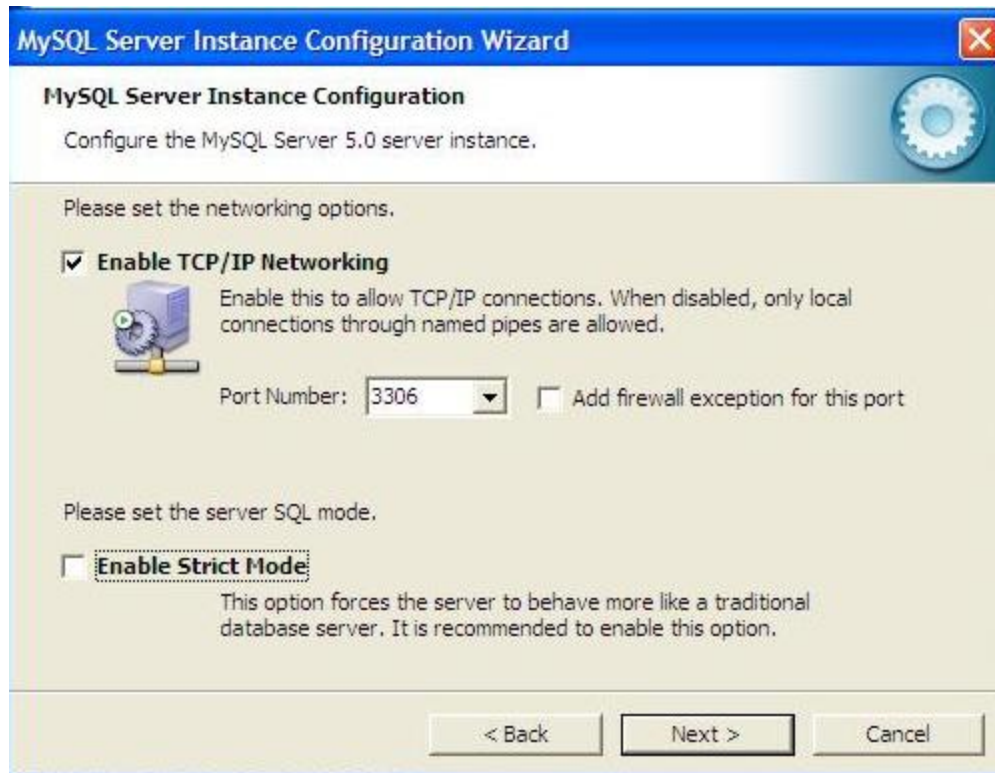 MySQL Server Instance Configuration Wizard
MySQL Server Instance Configuration
Configure the MySQL Server 5.0 server instance.
Please set the networking options.
Enable TCP/IP Networking
Enable this to allow TCP/IP connections. When disabled, only local
connections through named pipes are allowed.
Port Number: 3306 Add firewall exception for this port
Please set the server SQL mode.
Enable Strict Mode
This option forces the server to behave more like a traditional
database server. It is recommended to enable this option.
< Back Next > Cancel